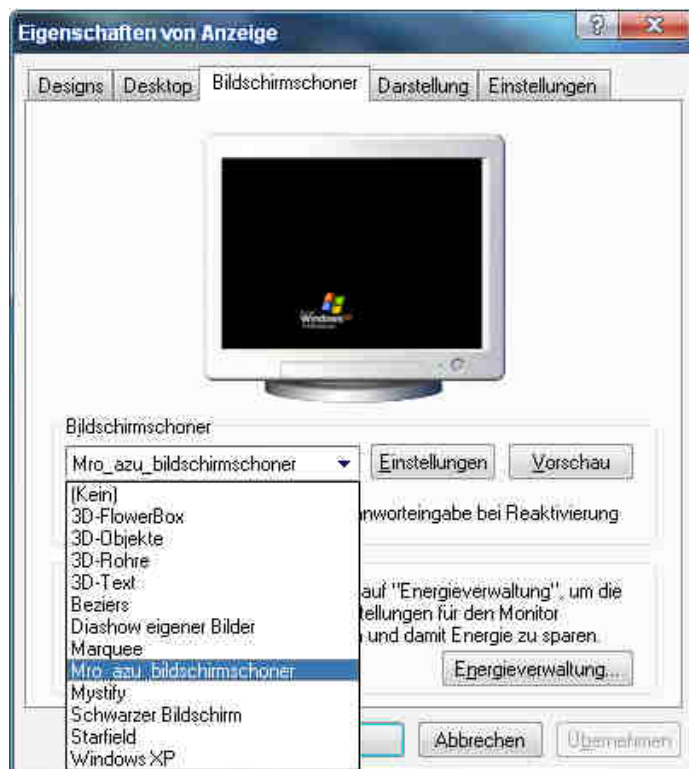 Eigenschaften von Anzeige
Designs Desktop Bildschirmschoner Darstellung Einstellungen
Windows
Bildschirmschoner
Mro_azu_bildschirmschoner Einstellungen Vorschau
(Kein)
3D-FlowerBox
nworteingabe bei Reaktivierung
3D-Objekte
3D-Rohre
3D-Text
auf "Energieverwaltung", um die
Beziers
tellungen für den Monitor
Diashow eigener Bilder
und damit Energie zu sparen.
Marquee
Mro_azu_bildschirmschoner
Energieverwaltung...
Mystify
Schwarzer Bildschirm
Starfield
Abbrechen Übernehmen
Windows XP